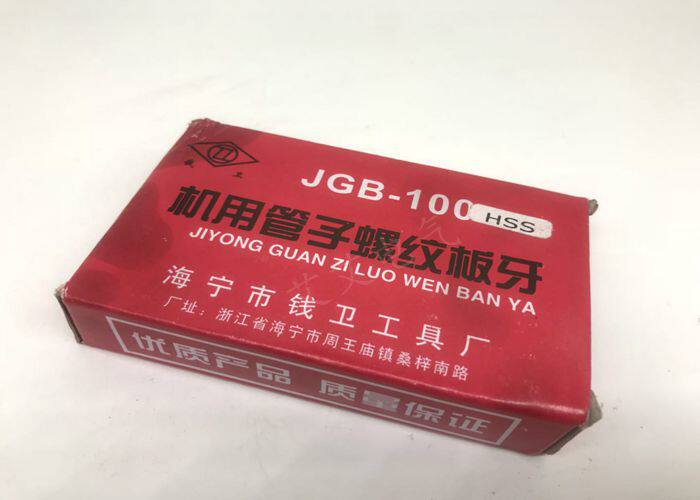 钱卫
JGB-100
HSS
机用管子螺纹板牙
JIYONG GUAN ZI LUO WEN BAN YA
海宁市钱卫工具厂
厂址:浙江省海宁市周王庙镇桑梓南路
优质产品 质量保证